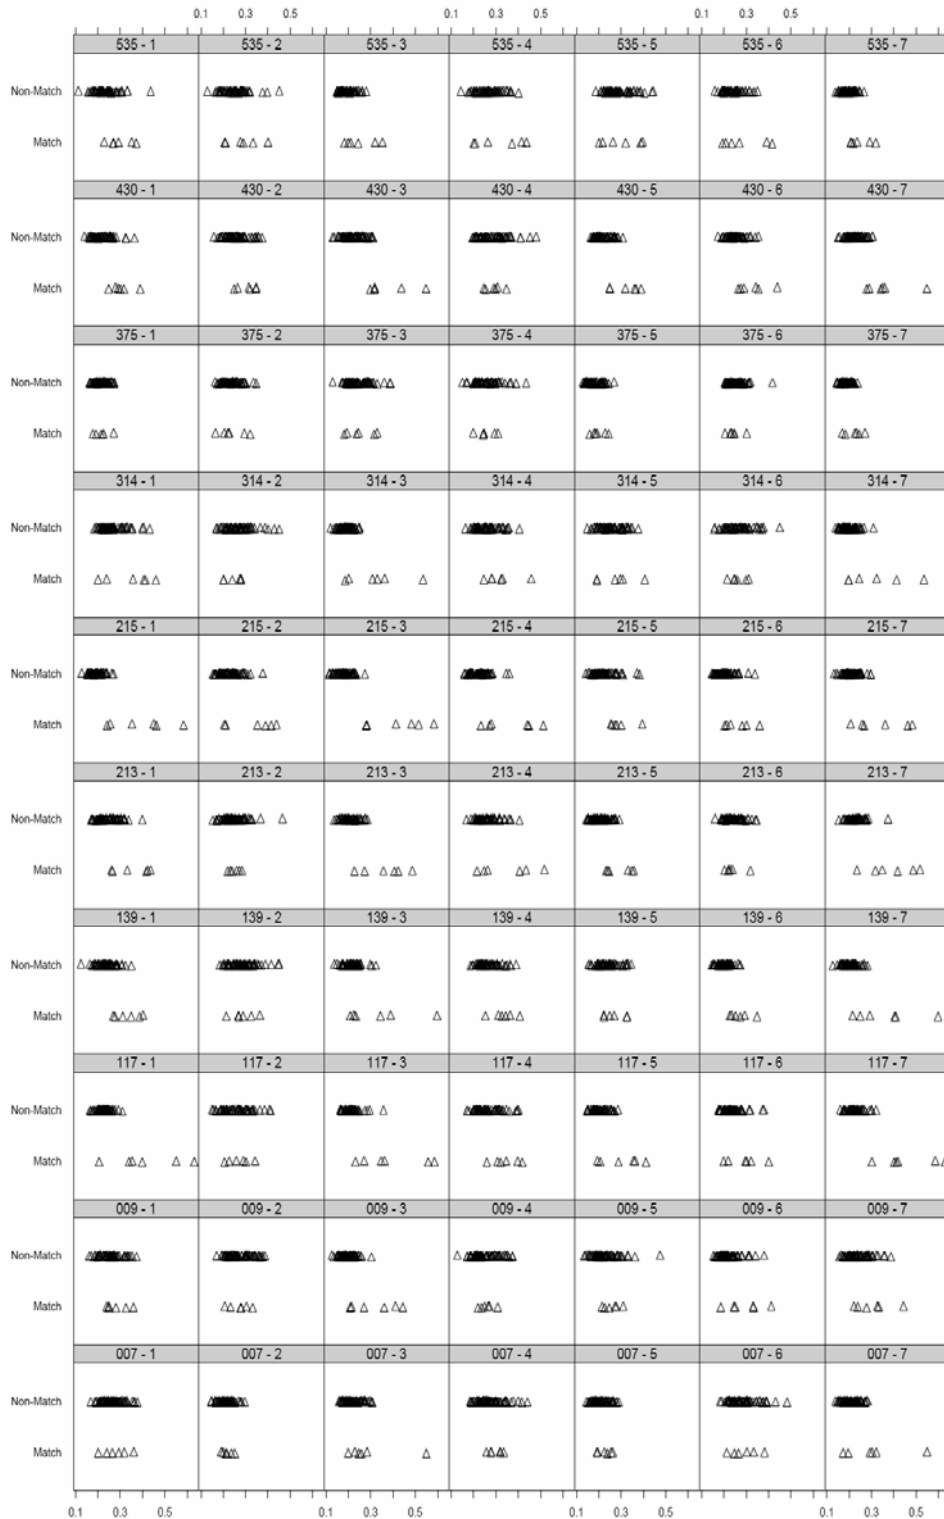 0.1 0.3 0.5 0.1 0.3 0.5 0.1 0.3 0.5
535 - 1 535 - 2 535 - 3 535 - 4 535 - 5 535 - 6 535 - 7
Non-Match
Match
430 - 1 430 - 2 430 - 3 430 - 4 430 - 5 430 - 6 430 - 7
Non-Match
Match
375 - 1 375 - 2 375 - 3 375 - 4 375 - 5 375 - 6 375 - 7
Non-Match
Match
314 - 1 314 - 2 314 - 3 314 - 4 314 - 5 314 - 6 314 - 7
Non-Match
Match
215 - 1 215 - 2 215 - 3 215 - 4 215 - 5 215 - 6 215 - 7
Non-Match
Match
213 - 1 213 - 2 213 - 3 213 - 4 213 - 5 213 - 6 213 - 7
Non-Match
Match
139 - 1 139 - 2 139 - 3 139 - 4 139 - 5 139 - 6 139 - 7
Non-Match
Match
117 - 1 117 - 2 117 - 3 117 - 4 117 - 5 117 - 6 117 - 7
Non-Match
Match
009 - 1 009 - 2 009 - 3 009 - 4 009 - 5 009 - 6 009 - 7
Non-Match
Match
007 - 1 007 - 2 007 - 3 007 - 4 007 - 5 007 - 6 007 - 7
Non-Match
Match
0.1 0.3 0.5 0.1 0.3 0.5 0.1 0.3 0.5 0.1 0.3 0.5